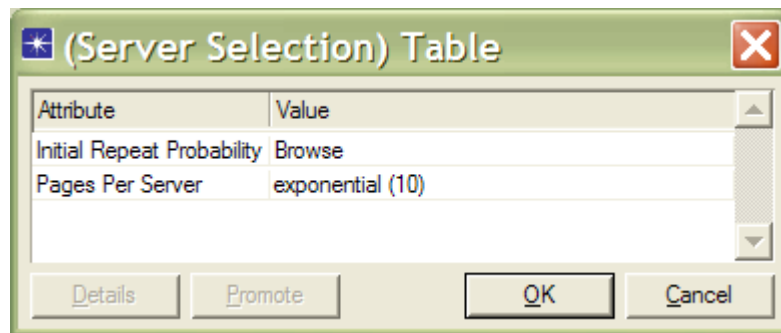 (Server Selection) Table
Attribute Value
Initial Repeat Probability Browse
Pages Per Server exponential (10)
Details Promote OK Cancel